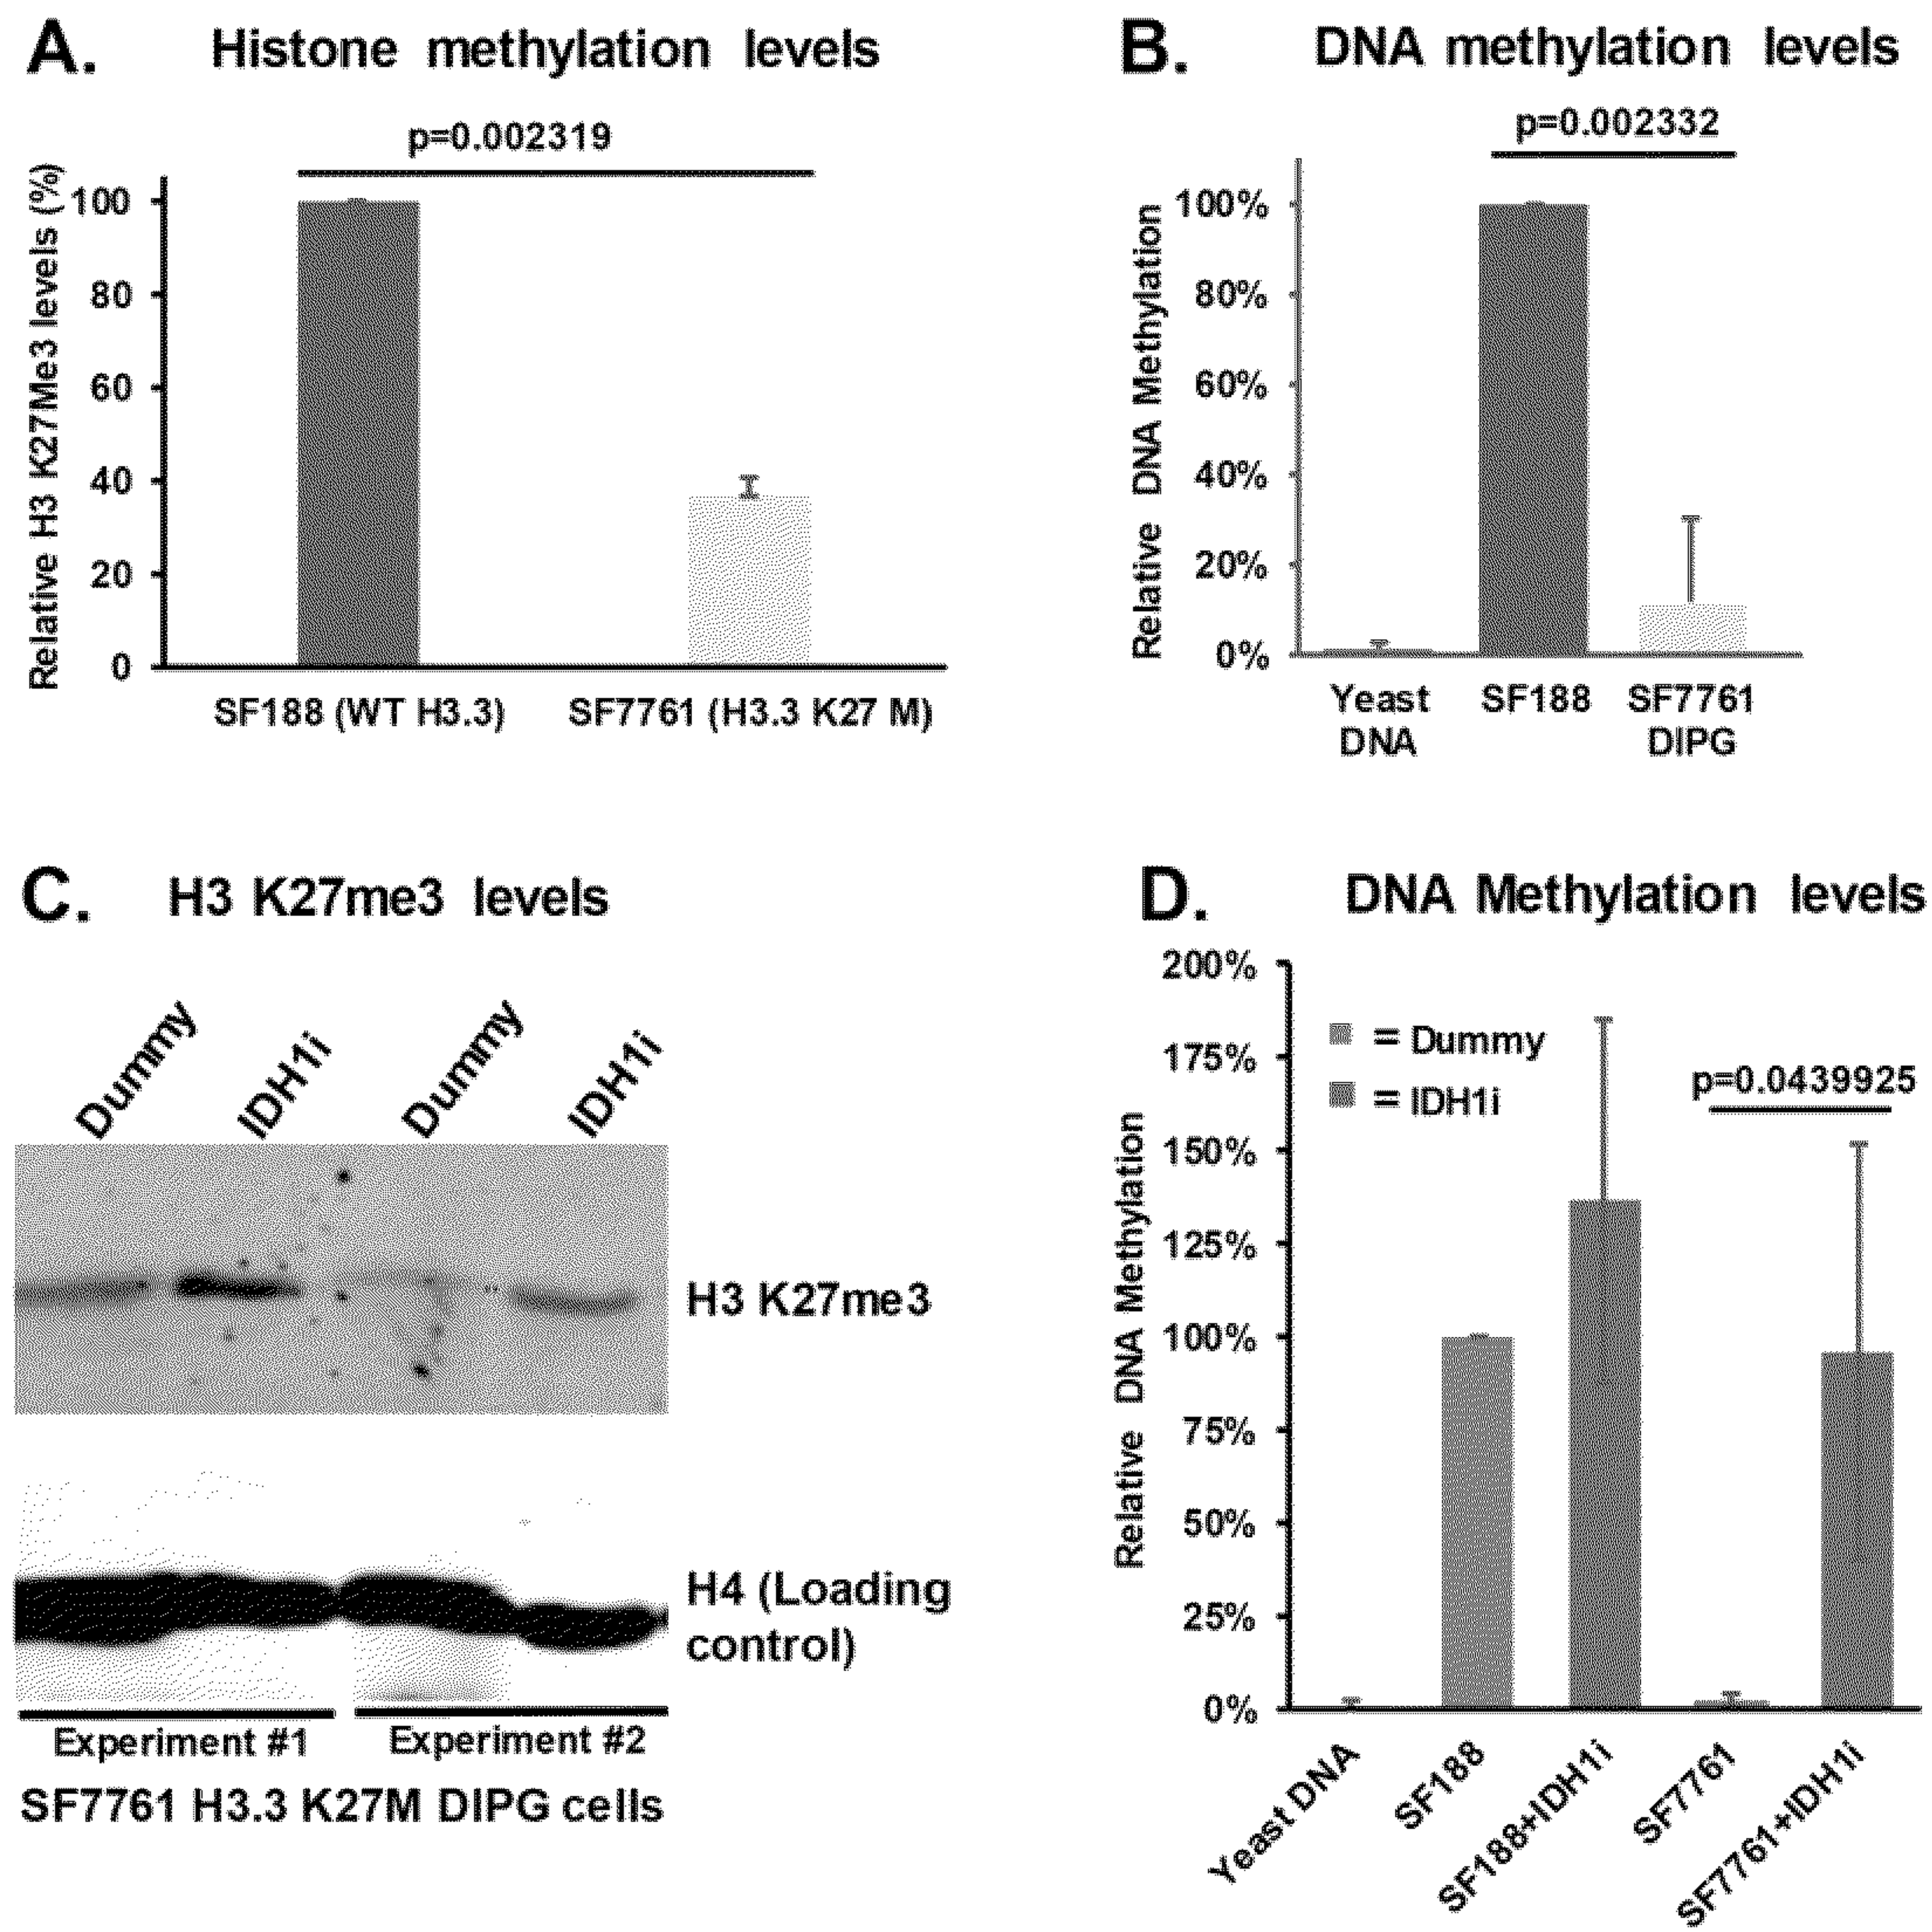 A. Histone methylation levels
p=0.002319
Relative H3 K27Me3 levels (%)
100
80
60
40
20
0
SF188 (WT H3.3)
SF7761 (H3.3 K27 M)
B. DNA methylation levels
p=0.002332
Relative DNA Methylation
100%
80%
60%
40%
20%
0%
Yeast
DNA
SF188
SF7761
DIPG
C. H3 K27me3 levels
Dummy
IDH1i
Dummy
IDH1i
H3 K27me3
H4 (Loading
control)
Experiment #1
Experiment #2
SF7761 H3.3 K27M DIPG cells
D. DNA Methylation levels
Relative DNA Methylation
200%
175%
150%
125%
100%
75%
50%
25%
0%
= Dummy
= IDH1i
p=0.0439925
Yeast DNA
SF188
SF188+IDH1i
SF7761
SF7761+IDH1i